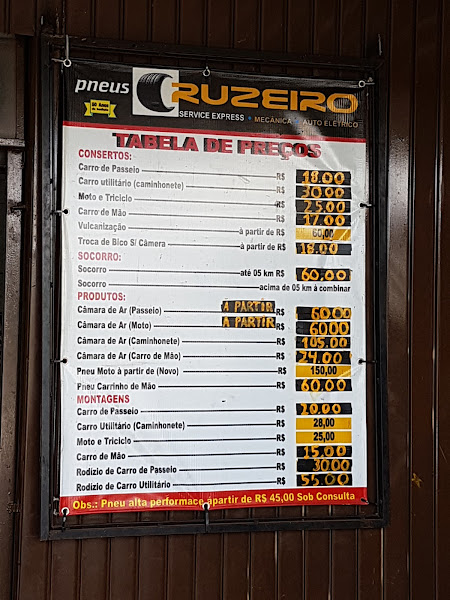 pneus CRUZEIRO
50 Anos
SERVICE EXPRESS • MECÂNICA • AUTO ELÉTRICO
TABELA DE PREÇOS
CONSERTOS:
Carro de Passeio R$ 18,00
Carro utilitário (caminhonete) R$ 30,00
Moto e Triciclo R$ 25,00
Carro de Mão R$ 17,00
Vulcanização à partir de R$ 60,00
Troca de Bico S/ Câmera à partir de R$ 18,00
SOCORRO:
Socorro até 05 km R$ 60,00
Socorro acima de 05 km à combinar
PRODUTOS:
Câmara de Ar (Passeio) A PARTIR R$ 60,00
Câmara de Ar (Moto) A PARTIR R$ 60,00
Câmara de Ar (Caminhonete) R$ 105,00
Câmara de Ar (Carro de Mão) R$ 24,00
Pneu Moto à partir de (Novo) R$ 150,00
Pneu Carrinho de Mão R$ 60,00
MONTAGENS
Carro de Passeio R$ 20,00
Carro Utilitário (Caminhonete) R$ 28,00
Moto e Triciclo R$ 25,00
Carro de Mão R$ 15,00
Rodizio de Carro de Passeio R$ 30,00
Rodizio de Carro Utilitário R$ 55,00
Obs.: Pneu alta performace apartir de R$ 45,00 Sob Consulta